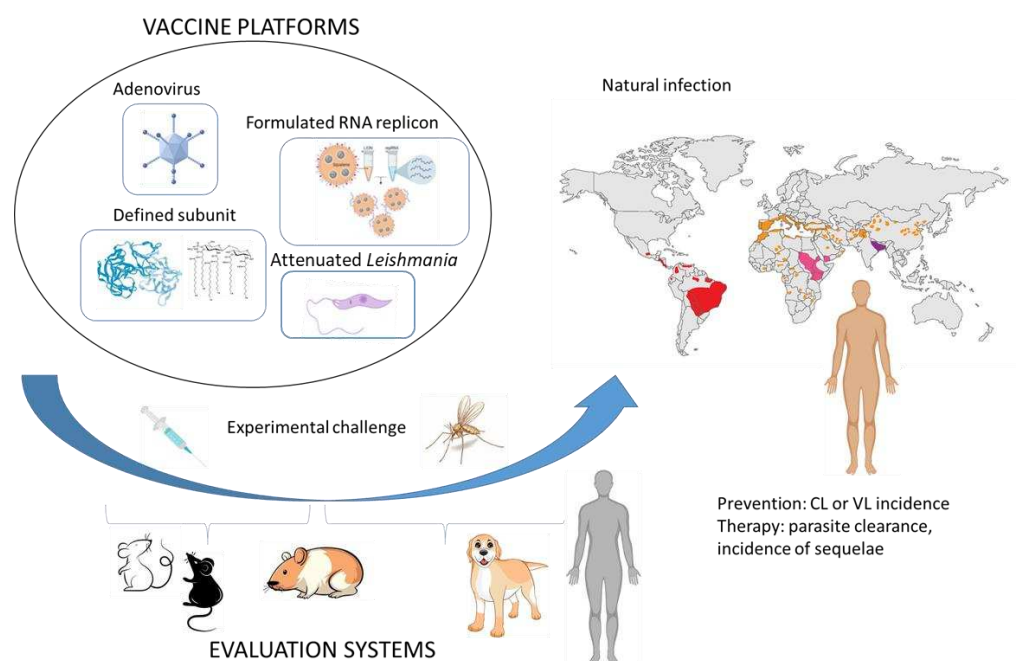 VACCINE PLATFORMS
Adenovirus
Formulated RNA replicon
Defined subunit
Attenuated Leishmania
Natural infection
Experimental challenge
Prevention: CL or VL incidence
Therapy: parasite clearance,
incidence of sequelae
EVALUATION SYSTEMS